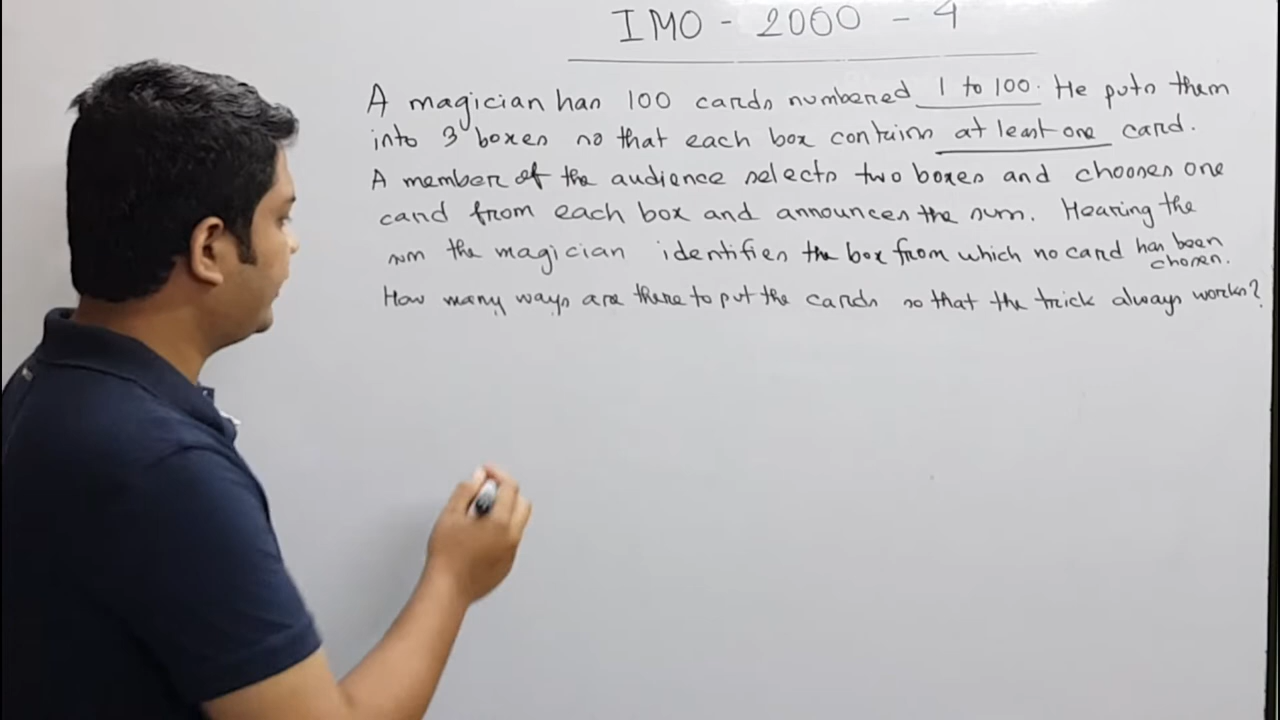 IMO - 2000 - 4
A magician has 100 cards numbered 1 to 100. He puts them
into 3 boxes so that each box contains at least one card.
A member of the audience selects two boxes and chooses one
card from each box and announces the sum. Hearing the
sum the magician identifies the box from which no card has been chosen.
How many ways are there to put the cards so that the trick always works?